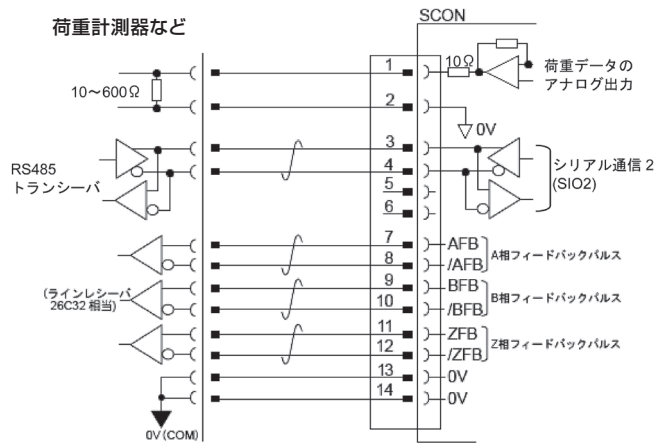 荷重計測器など
SCON
1
10Ω
荷重データの
アナログ出力
10～600Ω
2
0V
3
RS485
トランシーバ
4
シリアル通信2
(SIO2)
5
6
7
AFB
8
/AFB
A相フィードバックパルス
(ラインレシーバ
26C32 相当)
9
BFB
10
/BFB
B相フィードバックパルス
11
ZFB
12
/ZFB
Z相フィードバックパルス
13
0V
14
0V
0V(COM)